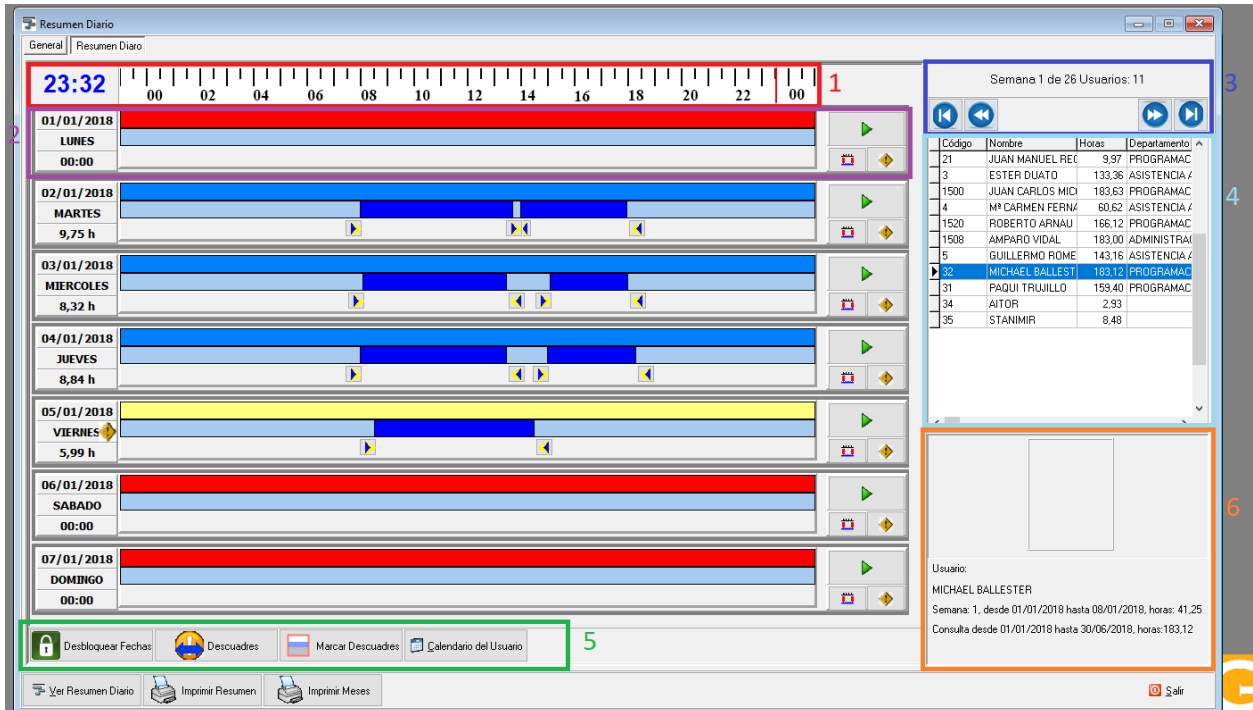 Resumen Diario
General Resumen Diaro
23:32 00 02 04 06 08 10 12 14 16 18 20 22 00 1
2
01/01/2018
LUNES
00:00
02/01/2018
MARTES
9,75 h
03/01/2018
MIERCOLES
8,32 h
04/01/2018
JUEVES
8,84 h
05/01/2018
VIERNES
5,99 h
06/01/2018
SABADO
00:00
07/01/2018
DOMINGO
00:00
Desbloquear Fechas Descuadres Marcar Descuadres Calendario del Usuario 5
Ver Resumen Diario Imprimir Resumen Imprimir Meses Salir
Semana 1 de 26 Usuarios: 11 3
Código Nombre Horas Departamento
21 JUAN MANUEL REC 9,97 PROGRAMAC
3 ESTER DUATO 133,36 ASISTENCIA A
1500 JUAN CARLOS MIC 183,63 PROGRAMAC
4 Mª CARMEN FERNA 60,62 ASISTENCIA A
1520 ROBERTO ARNAU 166,12 PROGRAMAC
1508 AMPARO VIDAL 183,00 ADMINISTRAC
5 GUILLERMO ROME 143,16 ASISTENCIA A
32 MICHAEL BALLEST 183,12 PROGRAMAC
31 PAQUI TRUJILLO 159,40 PROGRAMAC
34 AITOR 2,93
35 STANIMIR 8,48
4
6
Usuario:
MICHAEL BALLESTER
Semana: 1, desde 01/01/2018 hasta 08/01/2018, horas: 41,25
Consulta desde 01/01/2018 hasta 30/06/2018, horas:183,12